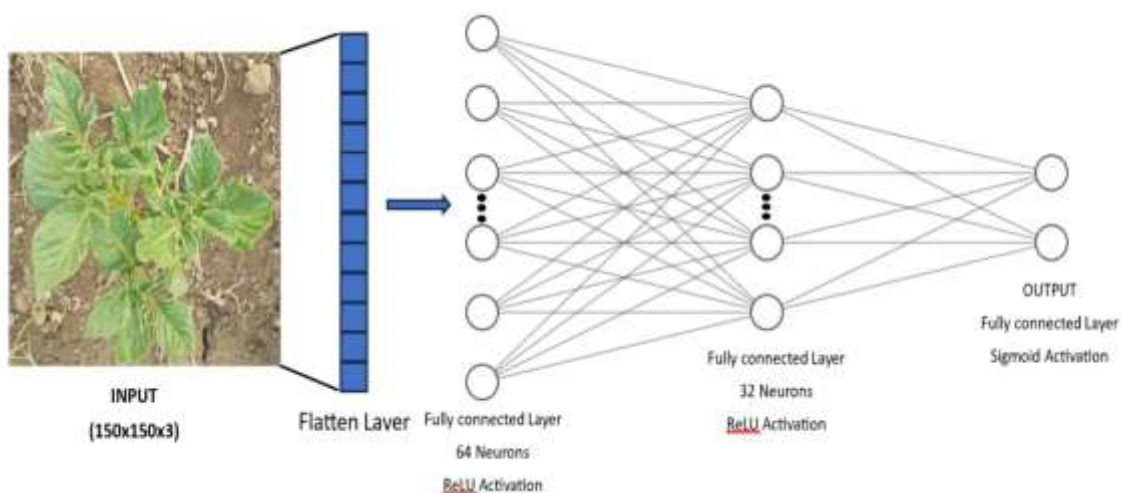 INPUT
(150x150x3)
Flatten Laver
Fully connected Layer
64 Neurons
ReLU Activation
Fully connected Layer
32 Neurons
ReLU Activation
OUTPUT
Fully connected Layer
Sigmoid Activation